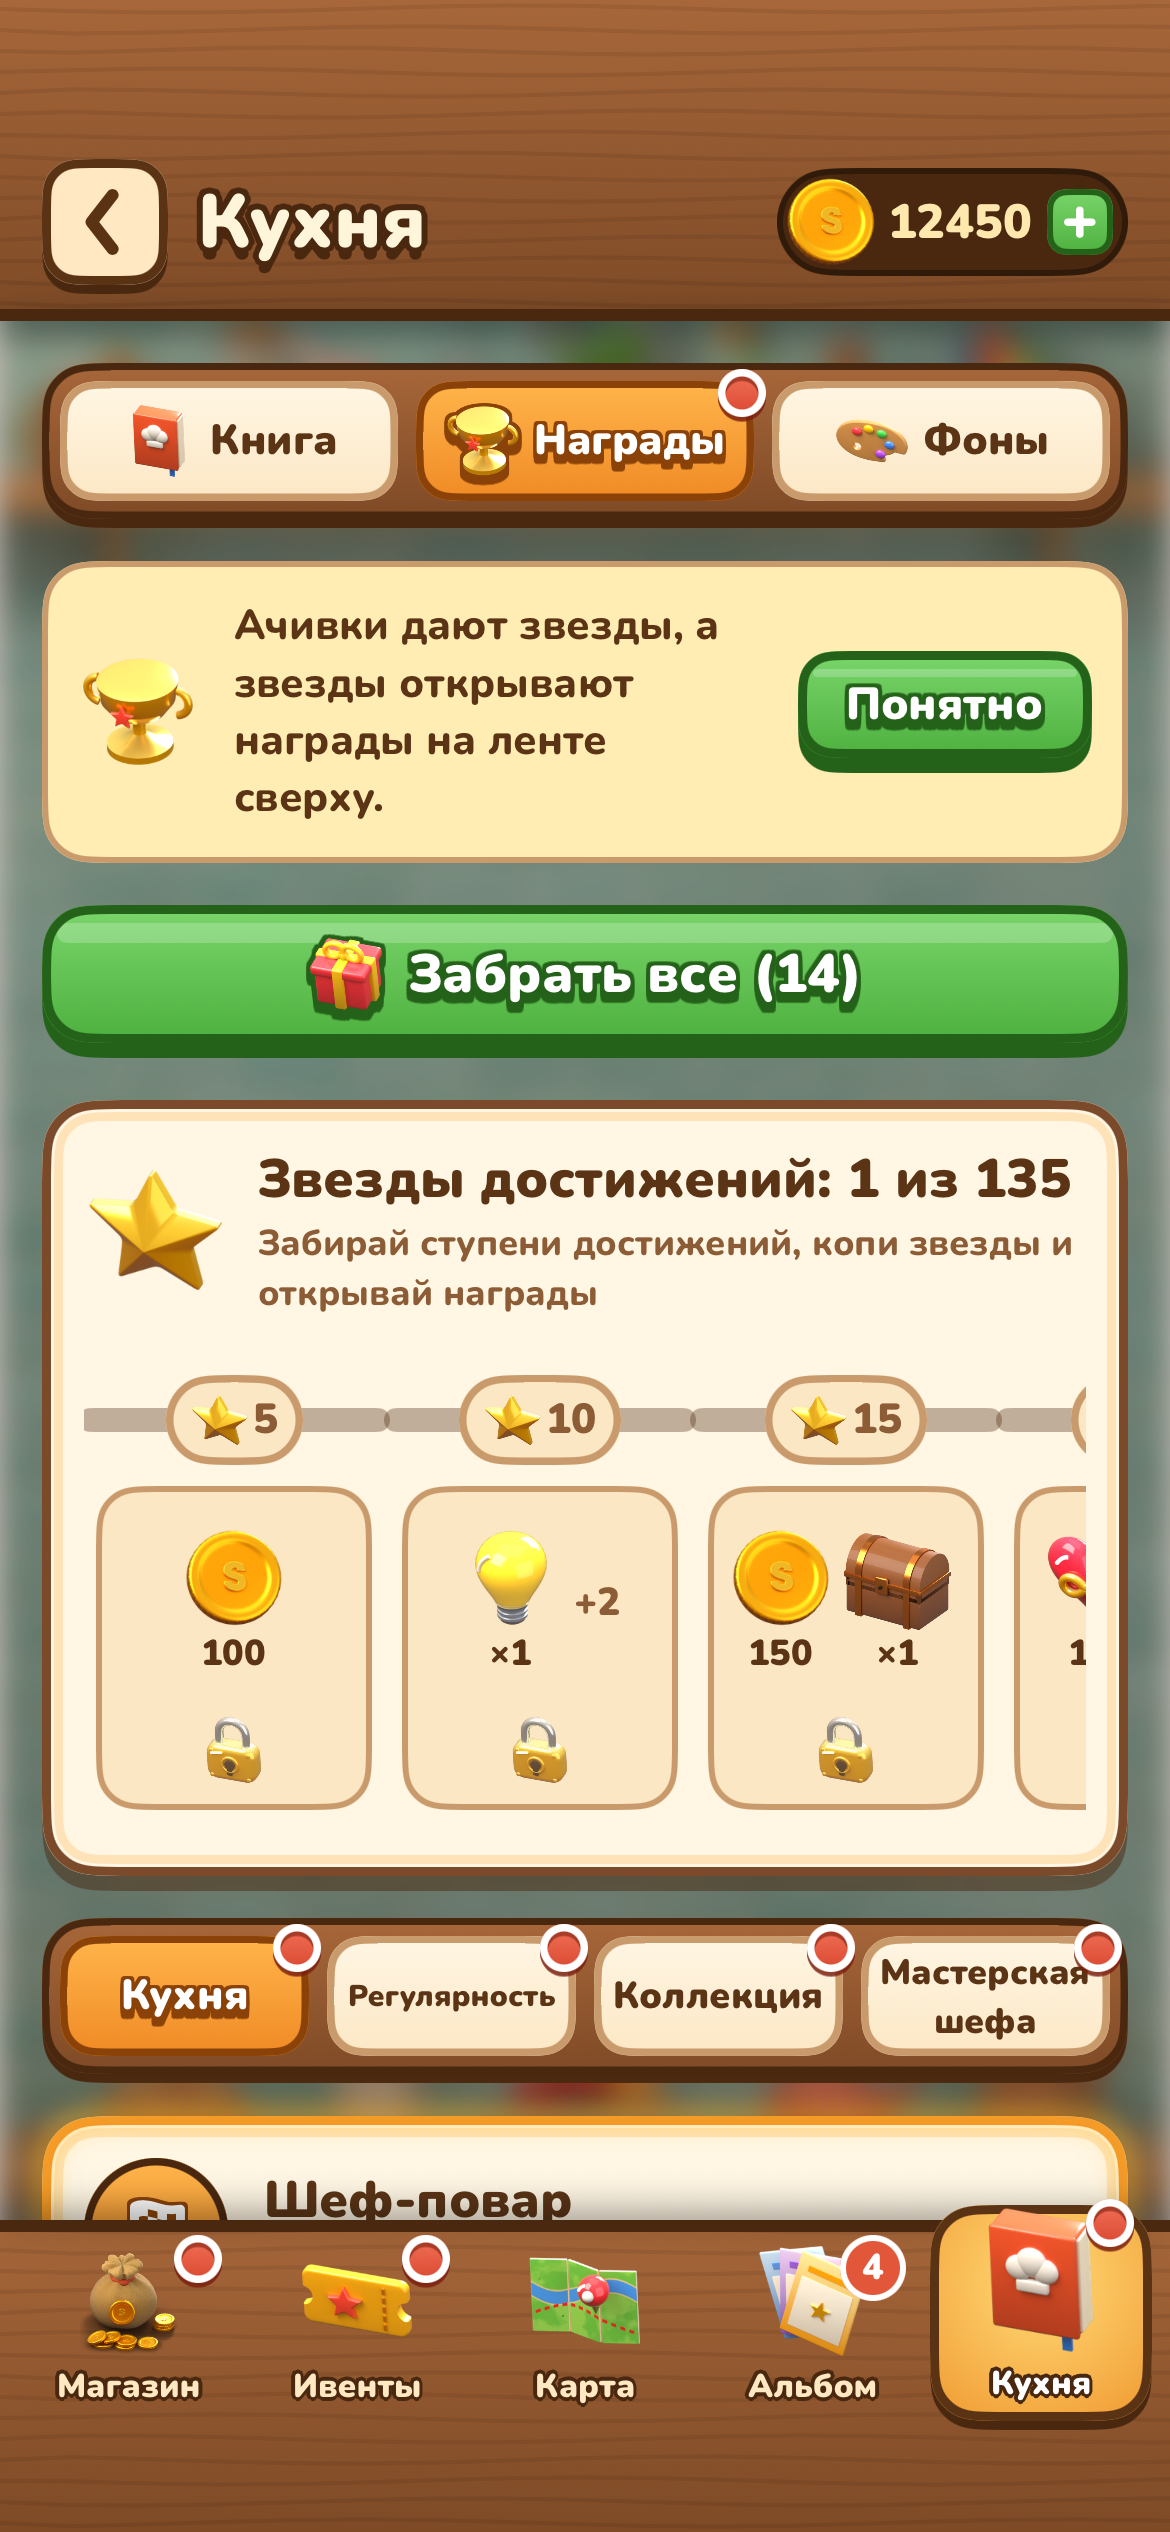 Кухня
12450
Книга
Награды
Фоны
Ачивки дают звезды, а
звезды открывают
награды на ленте
сверху.
Понятно
Забрать все (14)
Звезды достижений: 1 из 135
Забирай ступени достижений, копи звезды и
открывай награды
5
10
15
100
×1
+2
150
×1
1
Кухня
Регулярность
Коллекция
Мастерская
шефа
Шеф-повар
4
Магазин
Ивенты
Карта
Альбом
Кухня